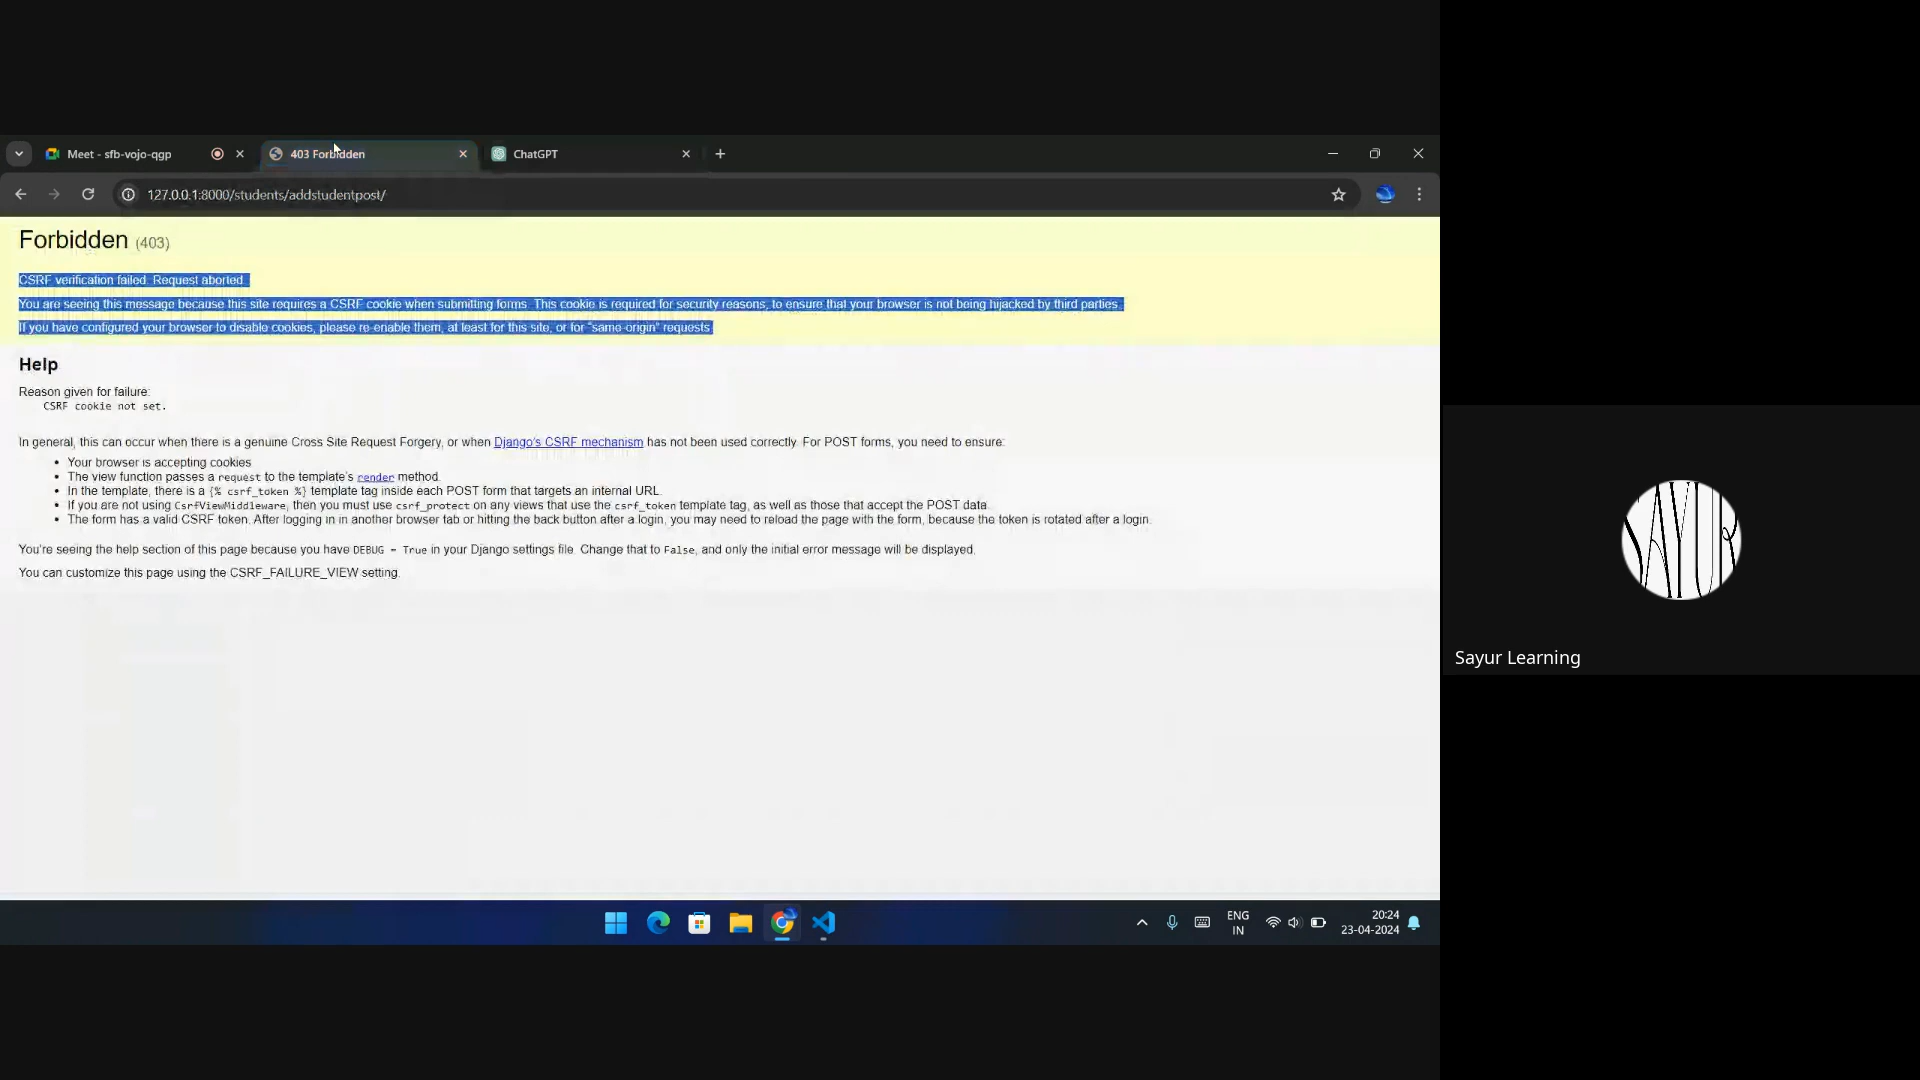 Meet - sfb-vojo-qgp
403 Forbidden
ChatGPT
127.0.0.1:8000/students/addstudentpost/
Forbidden (403)
CSRF verification failed. Request aborted.
You are seeing this message because this site requires a CSRF cookie when submitting forms. This cookie is required for security reasons, to ensure that your browser is not being hijacked by third parties.
If you have configured your browser to disable cookies, please re-enable them, at least for this site, or for “same-origin” requests.
Help
Reason given for failure:
CSRF cookie not set.
In general, this can occur when there is a genuine Cross Site Request Forgery, or when Django’s CSRF mechanism has not been used correctly. For POST forms, you need to ensure:
• Your browser is accepting cookies.
• The view function passes a request to the template’s render method.
• In the template, there is a {% csrf_token %} template tag inside each POST form that targets an internal URL.
• If you are not using CsrfViewMiddleware, then you must use csrf_protect on any views that use the csrf_token template tag, as well as those that accept the POST data.
• The form has a valid CSRF token. After logging in in another browser tab or hitting the back button after a login, you may need to reload the page with the form, because the token is rotated after a login.
You’re seeing the help section of this page because you have DEBUG = True in your Django settings file. Change that to False, and only the initial error message will be displayed.
You can customize this page using the CSRF_FAILURE_VIEW setting.
Sayur Learning
ENG
IN
20:24
23-04-2024